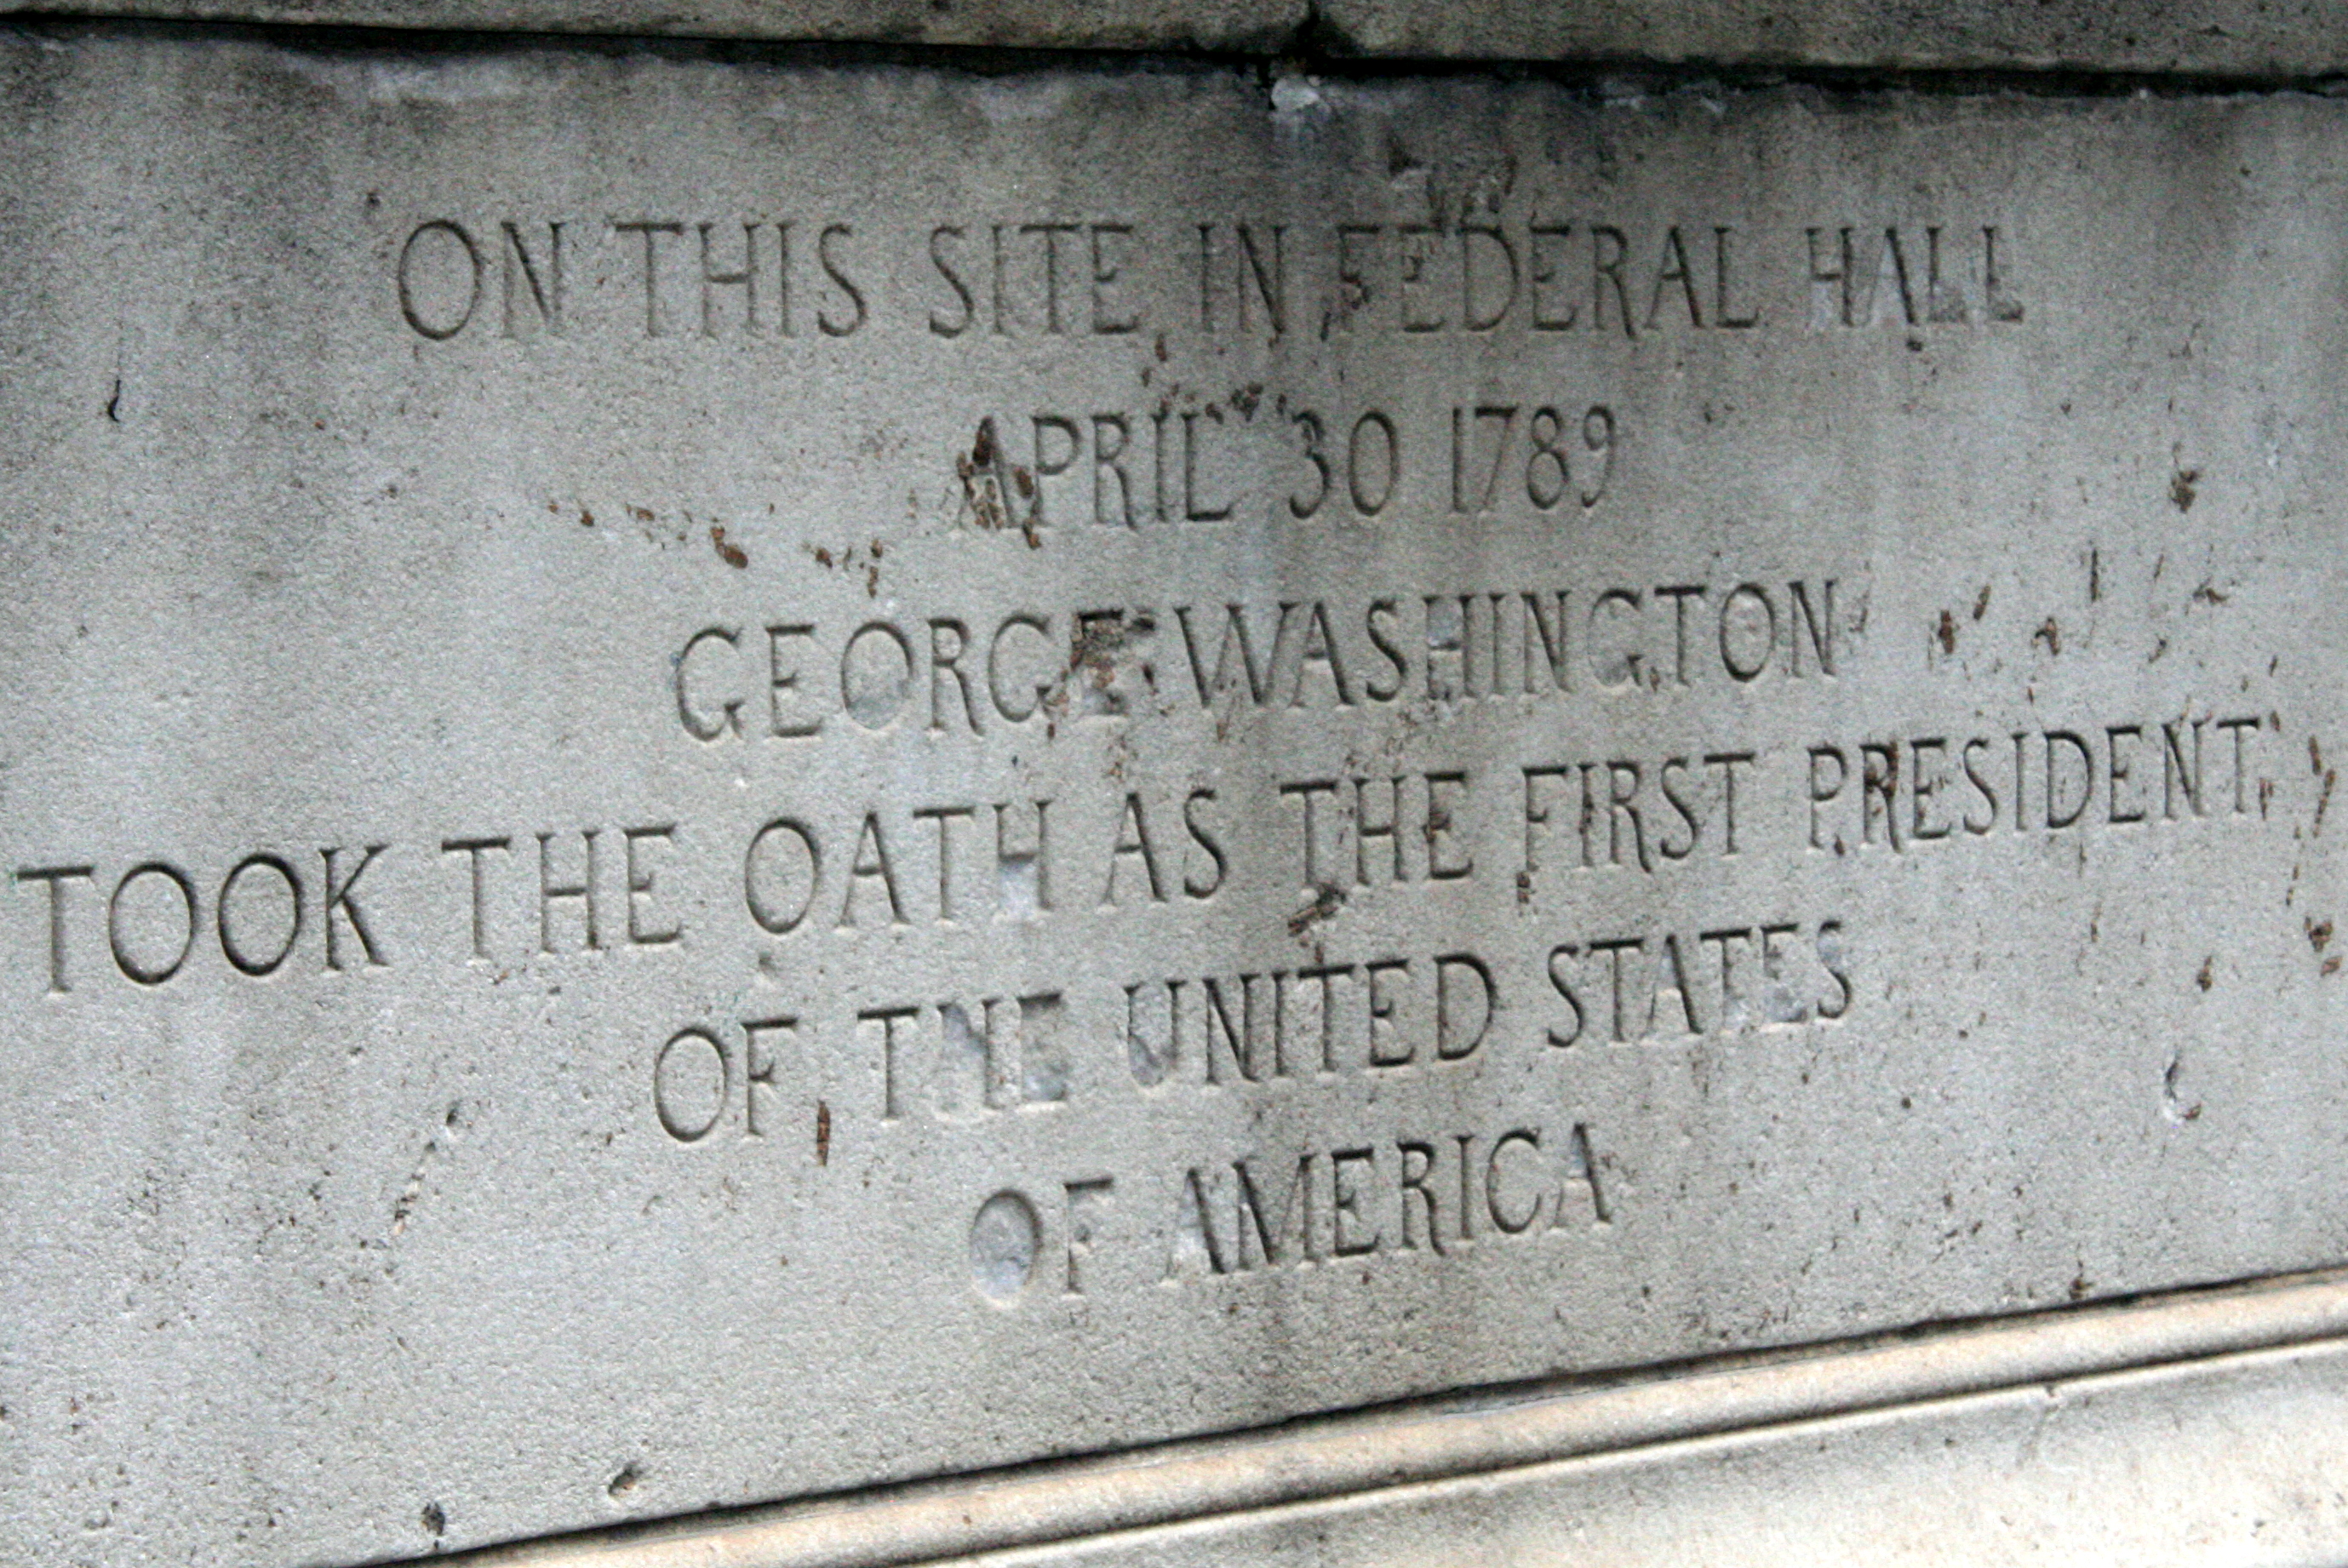 ON THIS SITE IN FEDERAL HALL
APRIL 30 1789
GEORGE WASHINGTON
TOOK THE OATH AS THE FIRST PRESIDENT
OF THE UNITED STATES
OF AMERICA